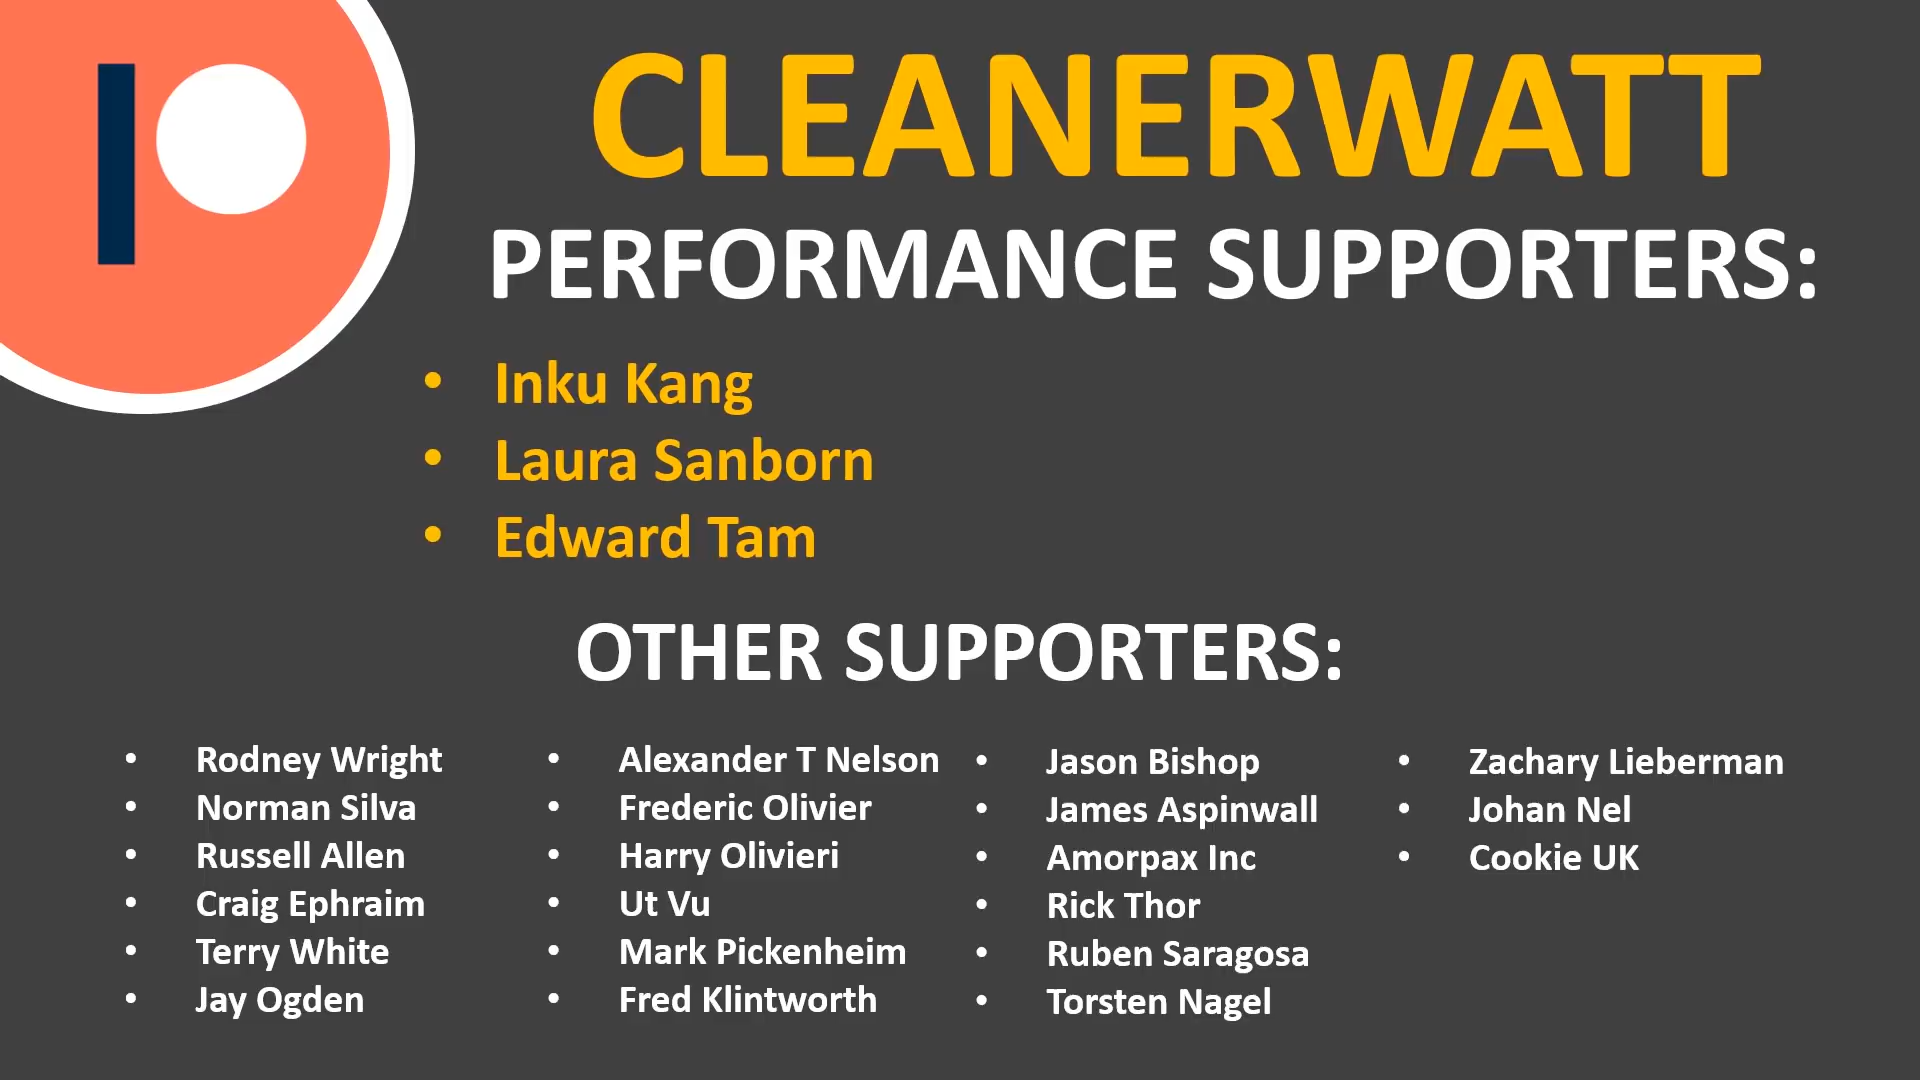 CLEANERWATT
PERFORMANCE SUPPORTERS:
• Inku Kang
• Laura Sanborn
• Edward Tam
OTHER SUPPORTERS:
• Rodney Wright
• Norman Silva
• Russell Allen
• Craig Ephraim
• Terry White
• Jay Ogden
• Alexander T Nelson
• Frederic Olivier
• Harry Olivieri
• Ut Vu
• Mark Pickenheim
• Fred Klintworth
• Jason Bishop
• James Aspinwall
• Amorpax Inc
• Rick Thor
• Ruben Saragosa
• Torsten Nagel
• Zachary Lieberman
• Johan Nel
• Cookie UK